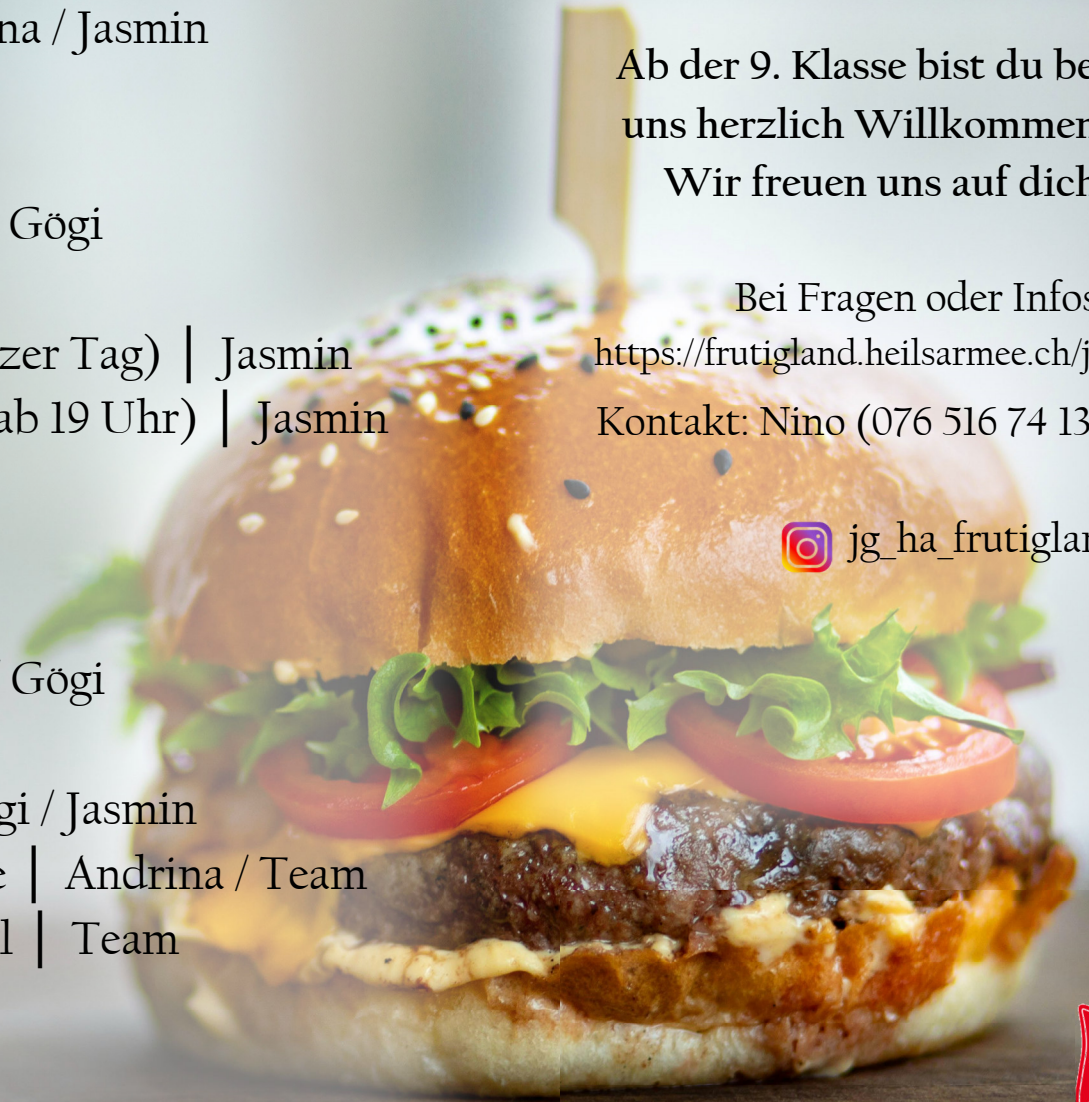 na / Jasmin
Gögi
zer Tag) | Jasmin
ab 19 Uhr) | Jasmin
Gögi
gi / Jasmin
e | Andrina / Team
l | Team
Ab der 9. Klasse bist du be
uns herzlich Willkommen
Wir freuen uns auf dich
Bei Fragen oder Infos
https://frutigland.heilsarmee.ch/j
Kontakt: Nino (076 516 74 13
jg_ha_frutiglan